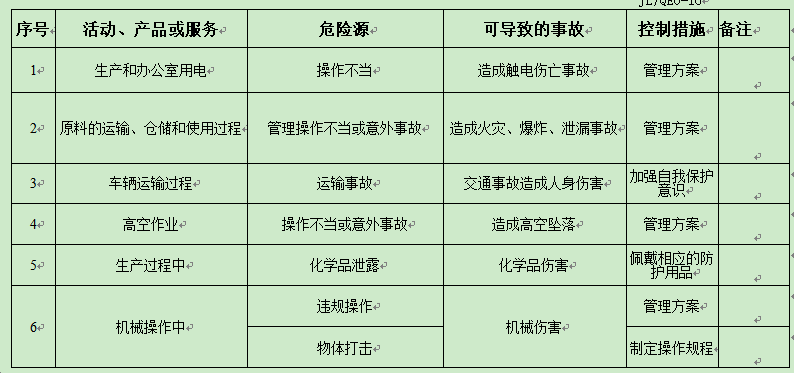 序号 活动、产品或服务 危险源 可导致的事故 控制措施 备注
1 生产和办公室用电 操作不当 造成触电伤亡事故 管理方案
2 原料的运输、仓储和使用过程 管理操作不当或意外事故 造成火灾、爆炸、泄漏事故 管理方案
3 车辆运输过程 运输事故 交通事故造成人身伤害 加强自我保护
意识
4 高空作业 操作不当或意外事故 造成高空坠落 管理方案
5 生产过程中 化学品泄露 化学品伤害 佩戴相应的防
护用品
6 机械操作中 违规操作 机械伤害 管理方案
物体打击 制定操作规程